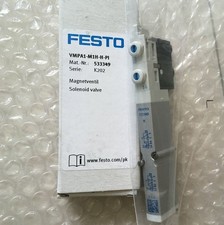 FESTO
VMPA1-M1H-H-PI
Mat.-Nr.: 533349
Serie: K202
Magnetventil
Solenoid valve
www.festo.com/pk